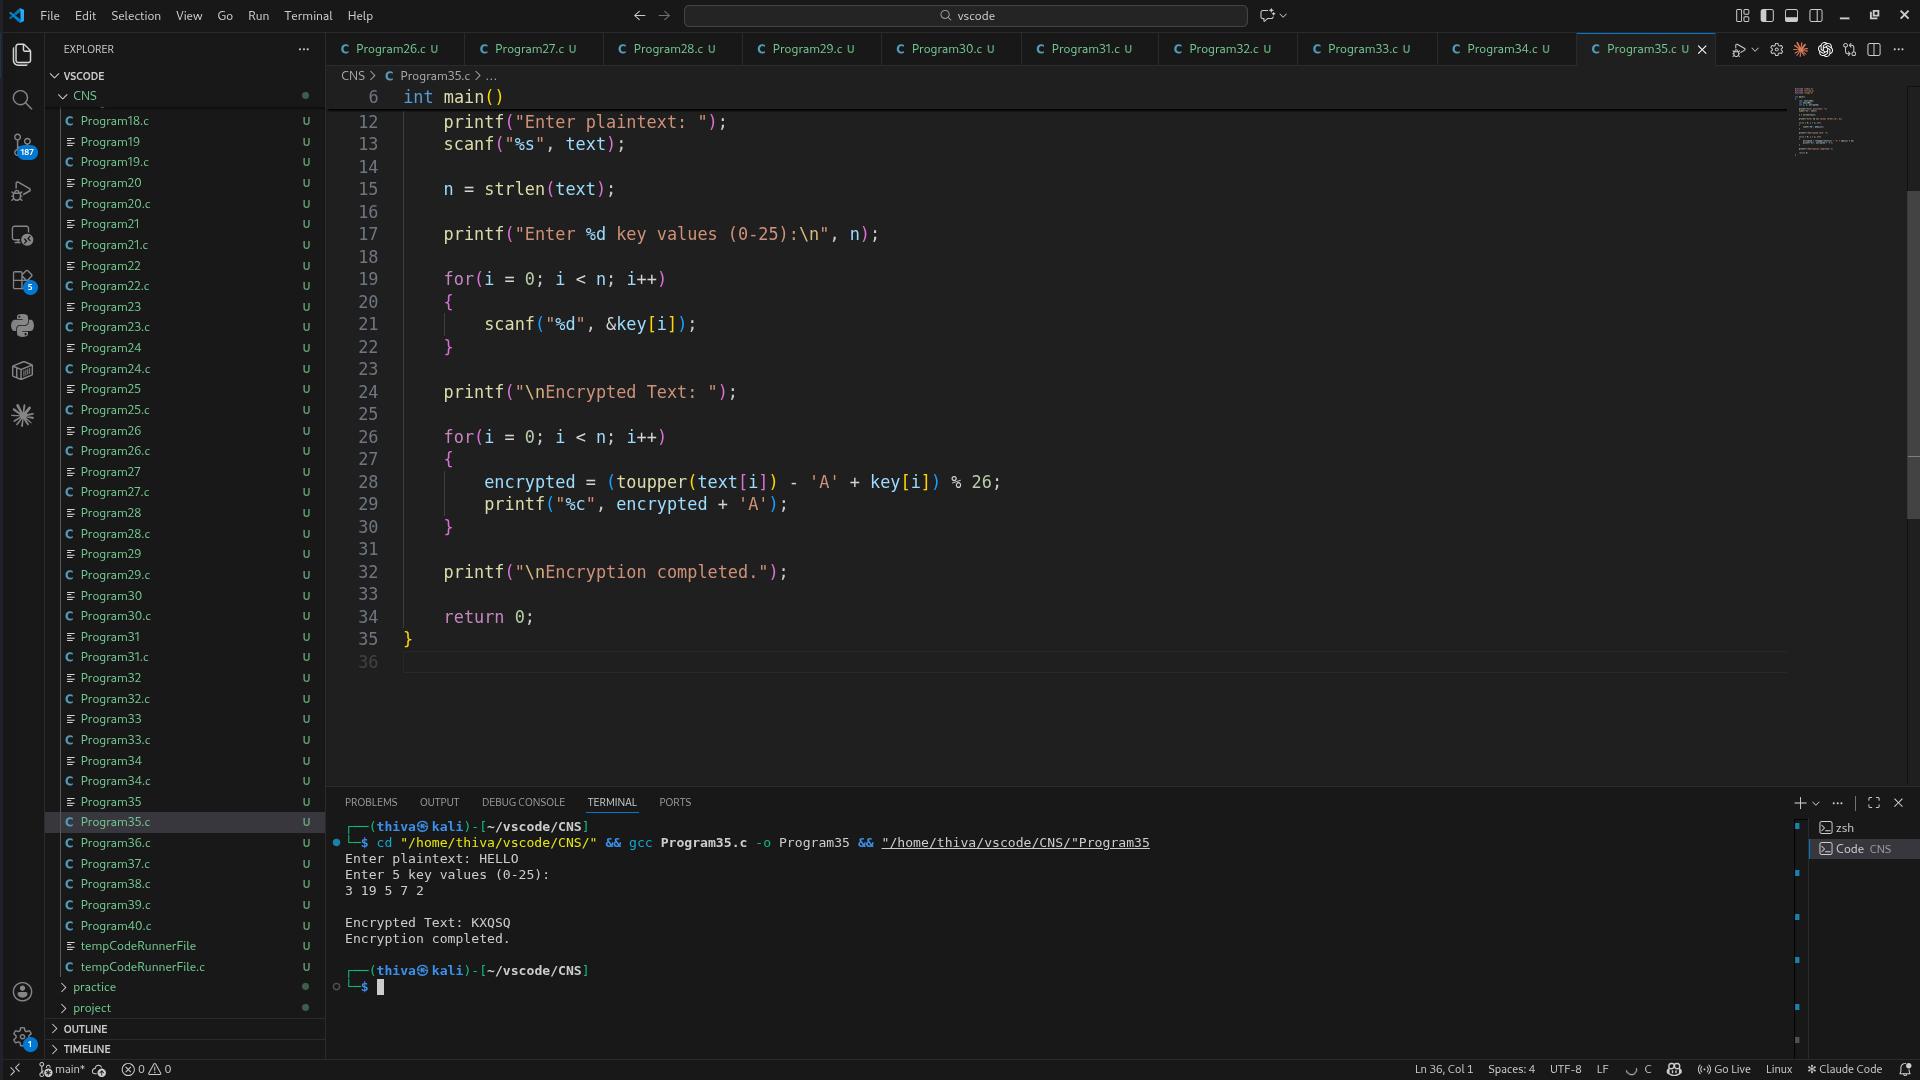 File Edit Selection View Go Run Terminal Help
vscode
EXPLORER
Program26.c U
Program27.c U
Program28.c U
Program29.c U
Program30.c U
Program31.c U
Program32.c U
Program33.c U
Program34.c U
Program35.c U
VSCODE
CNS
Program18.c U
Program19 U
Program19.c U
Program20 U
Program20.c U
Program21 U
Program21.c U
Program22 U
Program22.c U
Program23 U
Program23.c U
Program24 U
Program24.c U
Program25 U
Program25.c U
Program26 U
Program26.c U
Program27 U
Program27.c U
Program28 U
Program28.c U
Program29 U
Program29.c U
Program30 U
Program30.c U
Program31 U
Program31.c U
Program32 U
Program32.c U
Program33 U
Program33.c U
Program34 U
Program34.c U
Program35 U
Program35.c U
Program36.c U
Program37.c U
Program38.c U
Program39.c U
Program40.c U
tempCodeRunnerFile U
tempCodeRunnerFile.c U
practice
project
OUTLINE
TIMELINE
187
5
1
CNS > C Program35.c > ...
6 int main()
12 printf("Enter plaintext: ");
13 scanf("%s", text);
14
15 n = strlen(text);
16
17 printf("Enter %d key values (0-25):\n", n);
18
19 for(i = 0; i < n; i++)
20 {
21 scanf("%d", &key[i]);
22 }
23
24 printf("\nEncrypted Text: ");
25
26 for(i = 0; i < n; i++)
27 {
28 encrypted = (toupper(text[i]) - 'A' + key[i]) % 26;
29 printf("%c", encrypted + 'A');
30 }
31
32 printf("\nEncryption completed.");
33
34 return 0;
35 }
36
PROBLEMS OUTPUT DEBUG CONSOLE TERMINAL PORTS
┌──(thiva㉿kali)-[~/vscode/CNS]
└─$ cd "/home/thiva/vscode/CNS/" && gcc Program35.c -o Program35 && "/home/thiva/vscode/CNS/"Program35
Enter plaintext: HELLO
Enter 5 key values (0-25):
3 19 5 7 2
Encrypted Text: KXQSQ
Encryption completed.
┌──(thiva㉿kali)-[~/vscode/CNS]
└─$
zsh
Code CNS
main* 0 0
Ln 36, Col 1 Spaces: 4 UTF-8 LF C Go Live Linux Claude Code